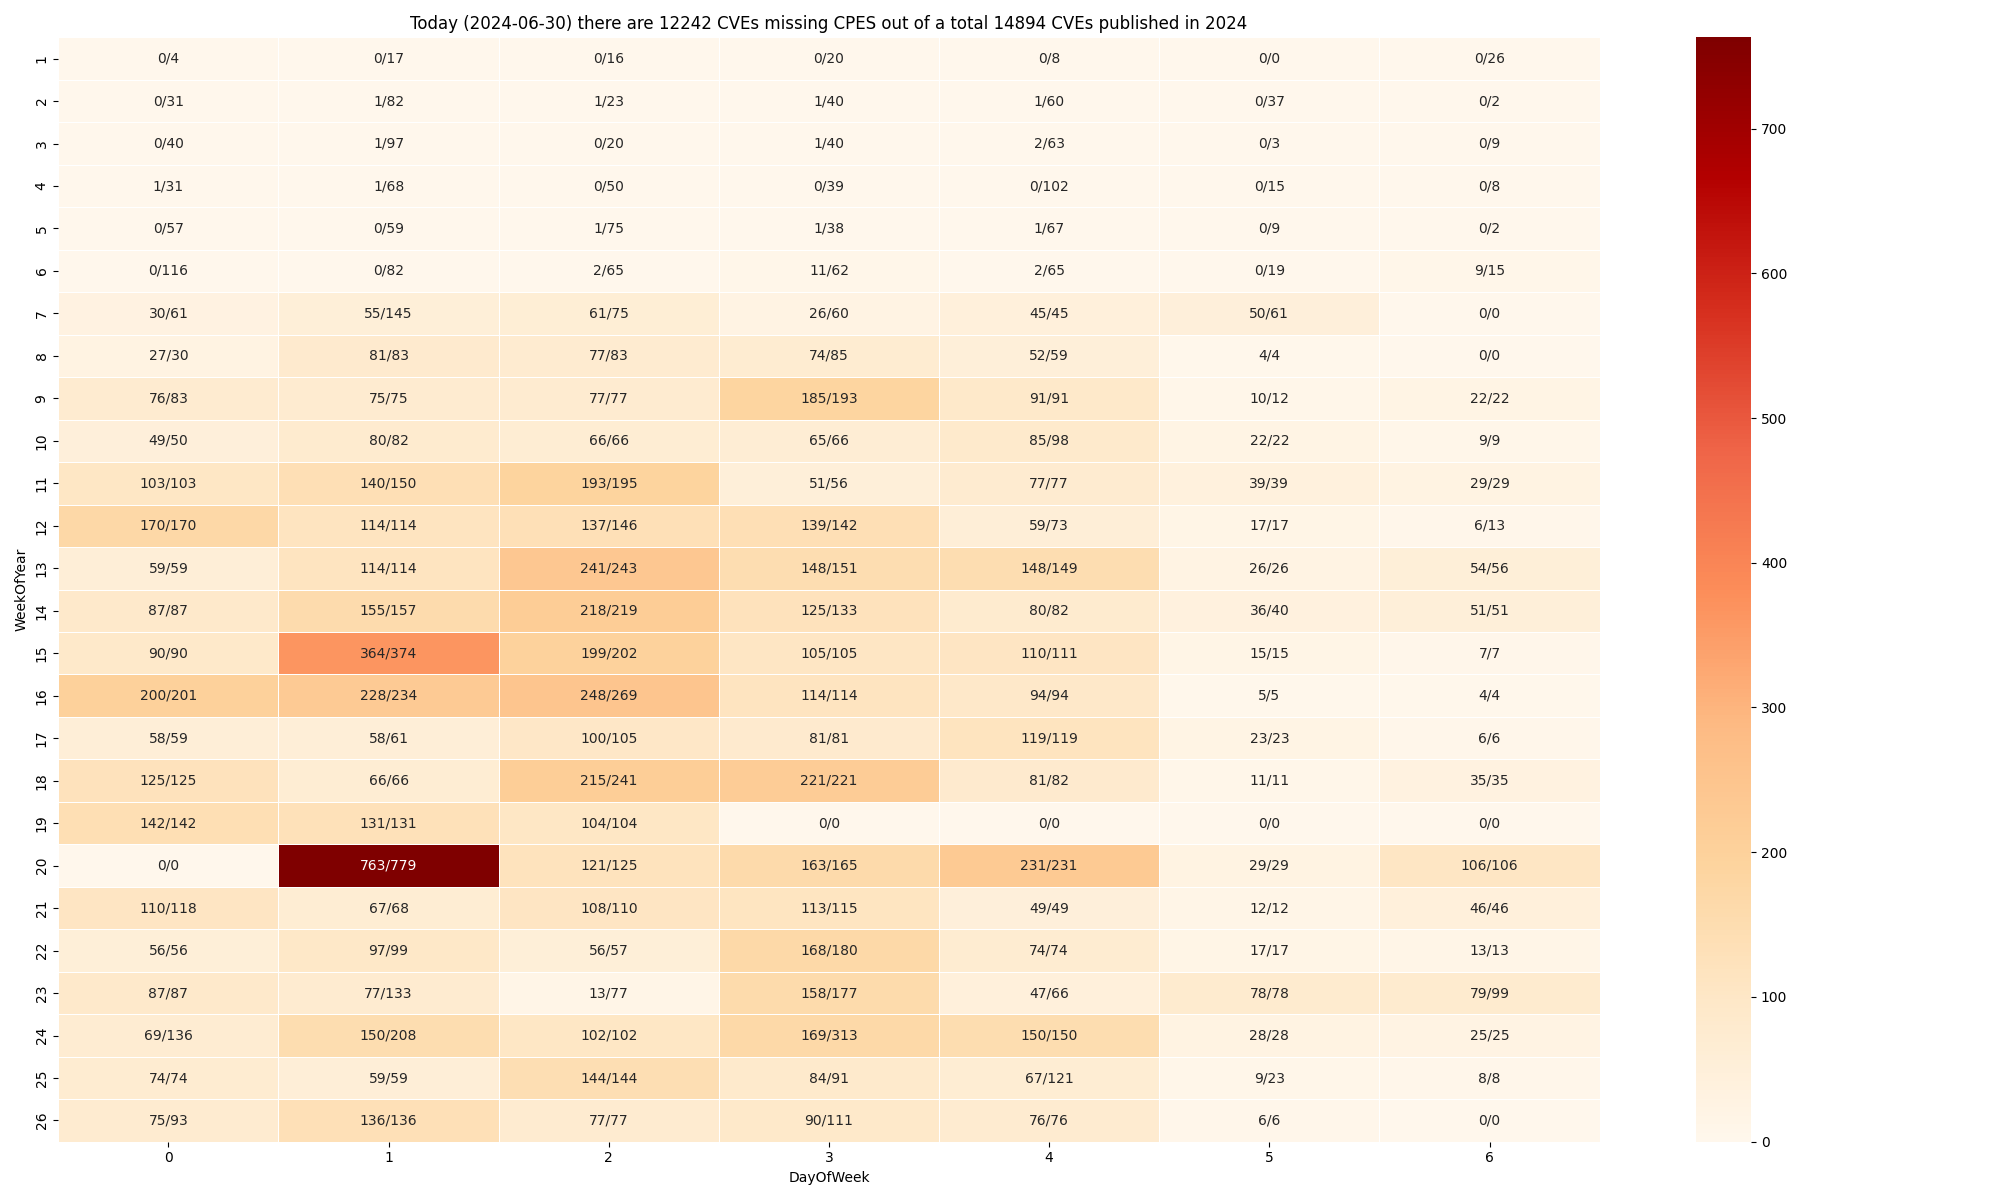 Today (2024-06-30) there are 12242 CVEs missing CPES out of a total 14894 CVEs published in 2024
WeekOfYear
1 0/4 0/17 0/16 0/20 0/8 0/0 0/26
2 0/31 1/82 1/23 1/40 1/60 0/37 0/2
3 0/40 1/97 0/20 1/40 2/63 0/3 0/9
4 1/31 1/68 0/50 0/39 0/102 0/15 0/8
5 0/57 0/59 1/75 1/38 1/67 0/9 0/2
6 0/116 0/82 2/65 11/62 2/65 0/19 9/15
7 30/61 55/145 61/75 26/60 45/45 50/61 0/0
8 27/30 81/83 77/83 74/85 52/59 4/4 0/0
9 76/83 75/75 77/77 185/193 91/91 10/12 22/22
10 49/50 80/82 66/66 65/66 85/98 22/22 9/9
11 103/103 140/150 193/195 51/56 77/77 39/39 29/29
12 170/170 114/114 137/146 139/142 59/73 17/17 6/13
13 59/59 114/114 241/243 148/151 148/149 26/26 54/56
14 87/87 155/157 218/219 125/133 80/82 36/40 51/51
15 90/90 364/374 199/202 105/105 110/111 15/15 7/7
16 200/201 228/234 248/269 114/114 94/94 5/5 4/4
17 58/59 58/61 100/105 81/81 119/119 23/23 6/6
18 125/125 66/66 215/241 221/221 81/82 11/11 35/35
19 142/142 131/131 104/104 0/0 0/0 0/0 0/0
20 0/0 763/779 121/125 163/165 231/231 29/29 106/106
21 110/118 67/68 108/110 113/115 49/49 12/12 46/46
22 56/56 97/99 56/57 168/180 74/74 17/17 13/13
23 87/87 77/133 13/77 158/177 47/66 78/78 79/99
24 69/136 150/208 102/102 169/313 150/150 28/28 25/25
25 74/74 59/59 144/144 84/91 67/121 9/23 8/8
26 75/93 136/136 77/77 90/111 76/76 6/6 0/0
0 1 2 3 4 5 6
DayOfWeek
700
600
500
400
300
200
100
0